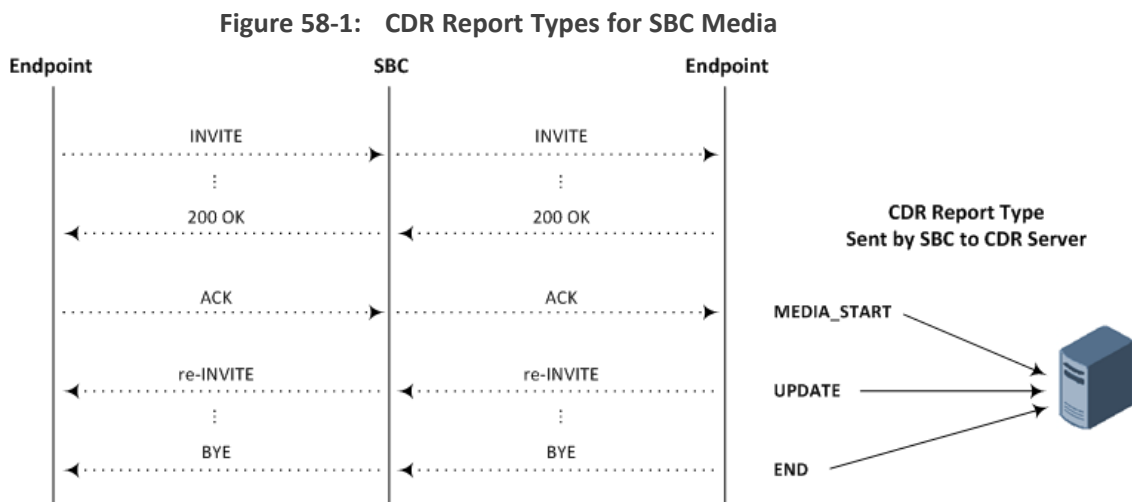 Figure 58-1: CDR Report Types for SBC Media
Endpoint SBC Endpoint
INVITE INVITE
200 OK 200 OK
CDR Report Type
Sent by SBC to CDR Server
ACK ACK
MEDIA_START
re-INVITE re-INVITE
UPDATE
BYE BYE
END